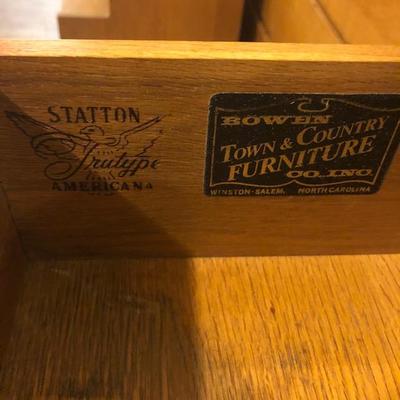 STATTON
Trutype
AMERICANA
BOWEN
TOWN & COUNTRY
FURNITURE
CO. INC.
WINSTON-SALEM, NORTH CAROLINA